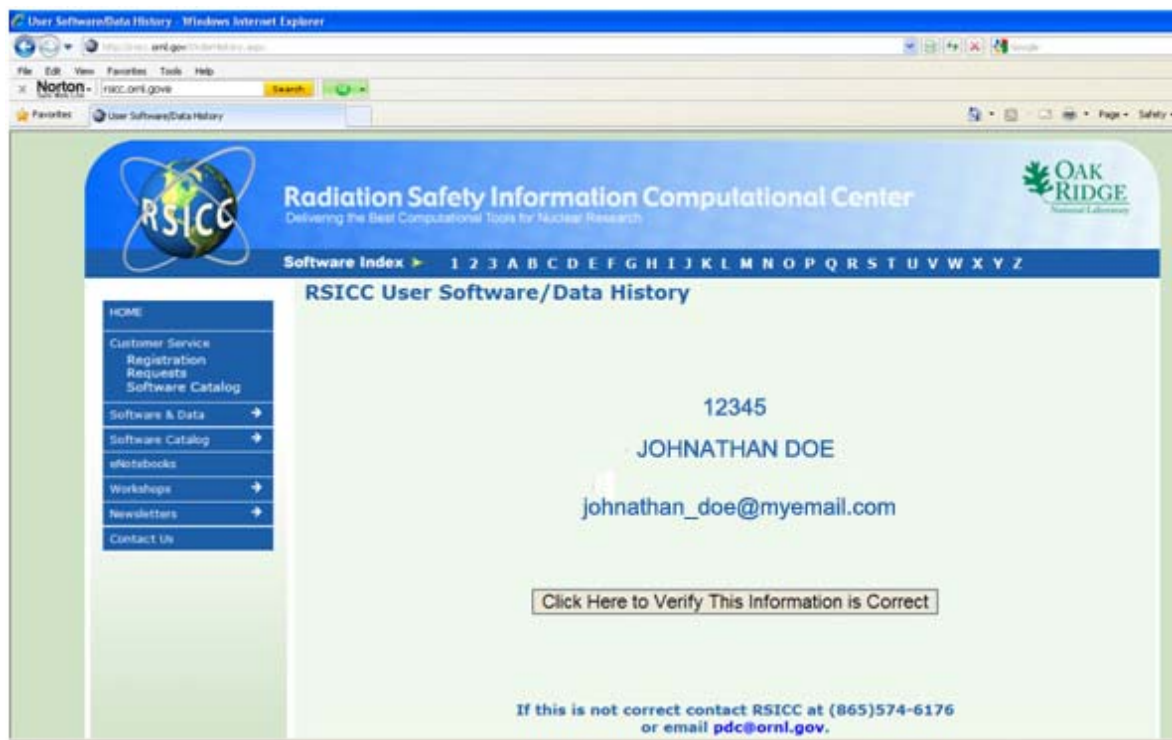 User Software/Data History - Windows Internet Explorer
ornl.gov
File Edit View Favorites Tools Help
x Norton rsicc.ornl.gove Search
Favorites User Software/Data History Page Safety
RSICC
Radiation Safety Information Computational Center
Delivering the Best Computational Tools for Nuclear Research
OAK
RIDGE
National Laboratory
Software Index 1 2 3 A B C D E F G H I J K L M N O P Q R S T U V W X Y Z
RSICC User Software/Data History
HOME
Customer Service
Registration
Requests
Software Catalog
Software & Data
Software Catalog
eNotebooks
Workshops
Newsletters
Contact Us
12345
JOHNATHAN DOE
johnathan_doe@myemail.com
Click Here to Verify This Information is Correct
If this is not correct contact RSICC at (865)574-6176
or email pdc@ornl.gov.